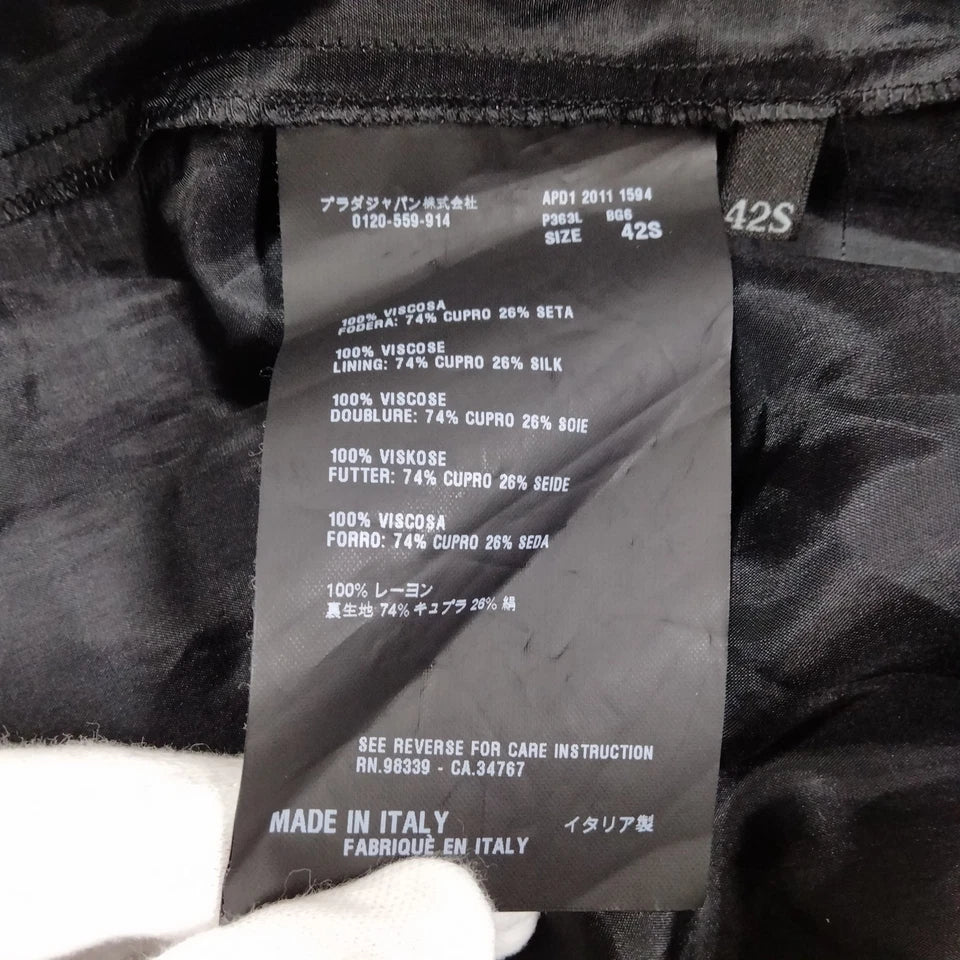 プラダジャパン株式会社
0120-559-914
APD1 2011 1594
P363L BG6
SIZE 42S
42S
100% VISCOSA
FODERA: 74% CUPRO 26% SETA
100% VISCOSE
LINING: 74% CUPRO 26% SILK
100% VISCOSE
DOUBLURE: 74% CUPRO 26% SOIE
100% VISKOSE
FUTTER: 74% CUPRO 26% SEIDE
100% VISCOSA
FORRO: 74% CUPRO 26% SEDA
100% レーヨン
裏生地 74% キュプラ 26% 絹
SEE REVERSE FOR CARE INSTRUCTION
RN.98339 - CA.34767
MADE IN ITALY イタリア製
FABRIQUÈ EN ITALY